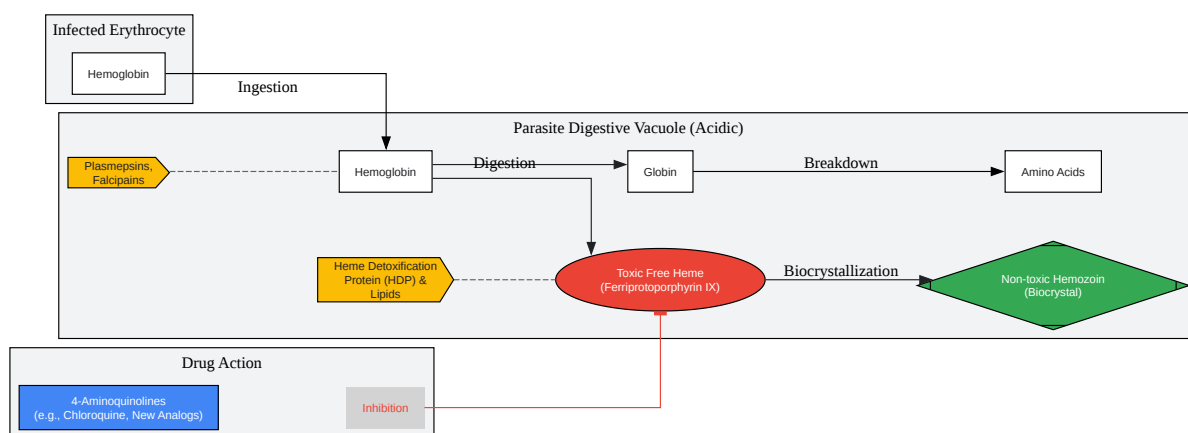 Infected Erythrocyte
Hemoglobin
Ingestion
Parasite Digestive Vacuole (Acidic)
Plasmepsins,
Falcipains
Hemoglobin
Digestion
Globin
Breakdown
Amino Acids
Heme Detoxification
Protein (HDP) &
Lipids
Toxic Free Heme
(Ferriprotoporphyrin IX)
Biocrystallization
Non-toxic Hemozoin
(Biocrystal)
Drug Action
4-Aminoquinolines
(e.g., Chloroquine, New Analogs)
Inhibition